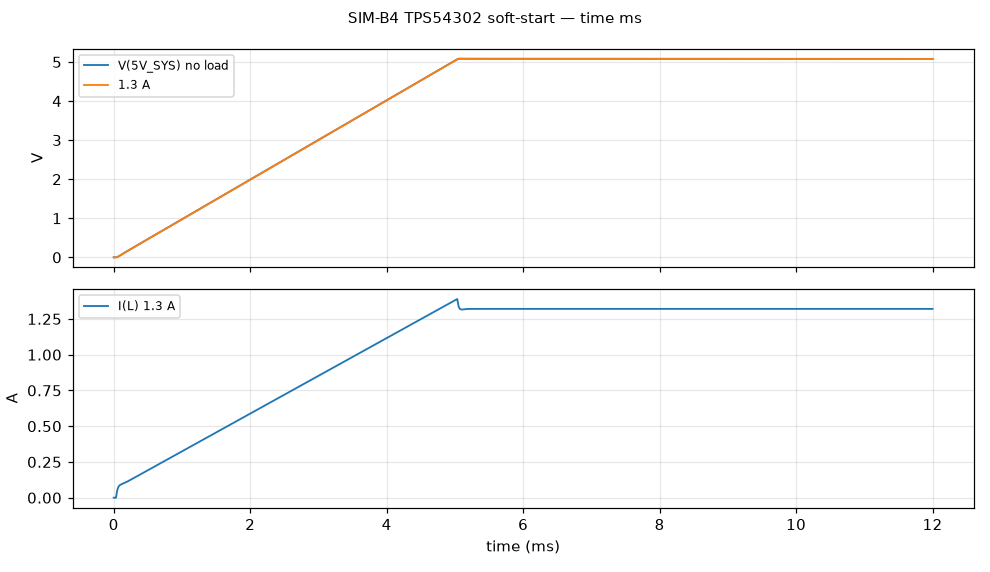 SIM-B4 TPS54302 soft-start — time ms
V(5V_SYS) no load
1.3 A
5
4
3
2
1
0
V
I(L) 1.3 A
1.25
1.00
0.75
0.50
0.25
0.00
A
0 2 4 6 8 10 12
time (ms)